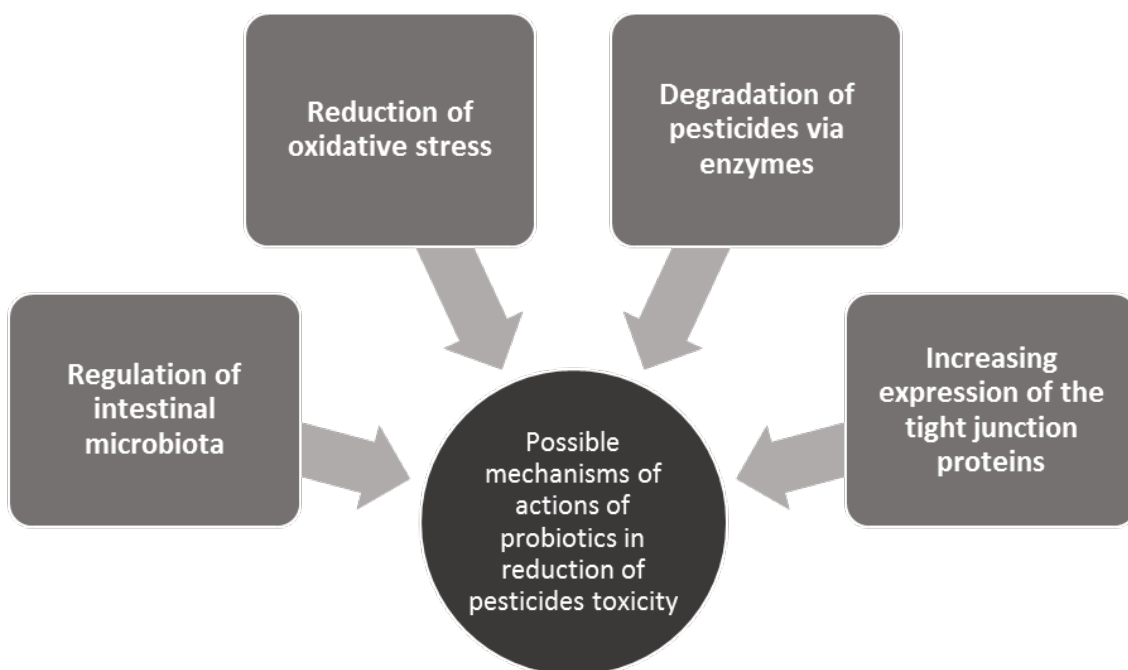 Reduction of
oxidative stress
Degradation of
pesticides via
enzymes
Regulation of
intestinal
microbiota
Increasing
expression of the
tight junction
proteins
Possible
mechanisms of
actions of
probiotics in
reduction of
pesticides toxicity